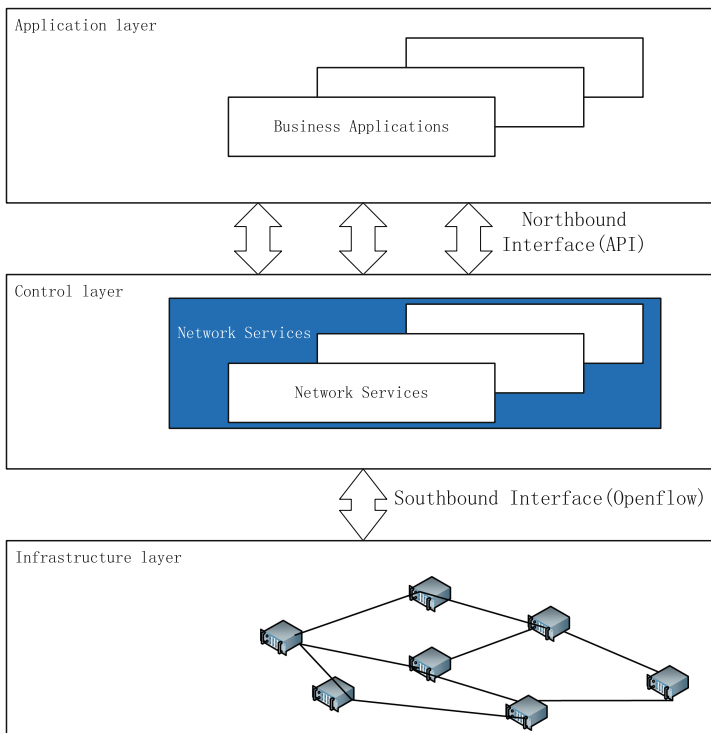 Application layer
Business Applications
Northbound
Interface(API)
Control layer
Network Services
Network Services
Southbound Interface(Openflow)
Infrastructure layer